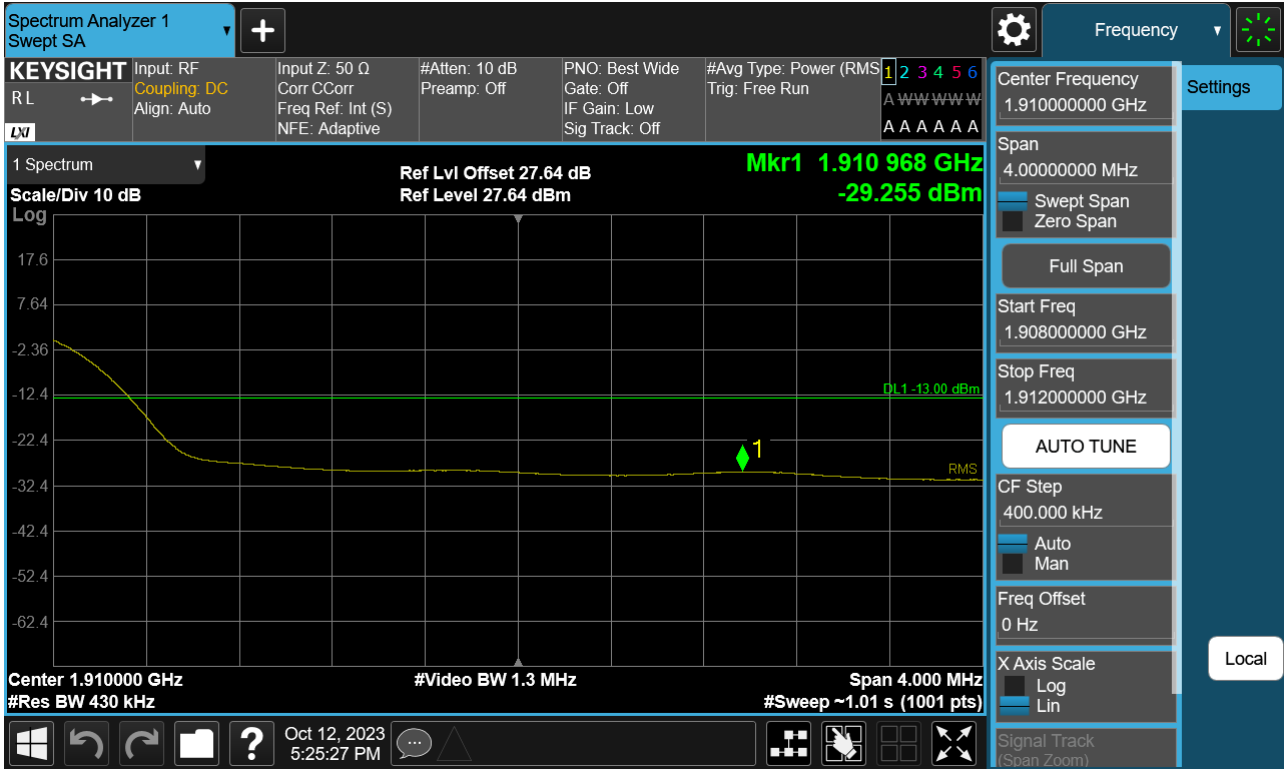 Spectrum Analyzer 1
Swept SA
+
Frequency
KEYSIGHT
R L
LXI
Input: RF
Coupling: DC
Align: Auto
Input Z: 50 Ω
Corr CCorr
Freq Ref: Int (S)
NFE: Adaptive
#Atten: 10 dB
Preamp: Off
PNO: Best Wide
Gate: Off
IF Gain: Low
Sig Track: Off
#Avg Type: Power (RMS
Trig: Free Run
1 2 3 4 5 6
A W W W W W
A A A A A A
1 Spectrum
Scale/Div 10 dB
Log
Ref Lvl Offset 27.64 dB
Ref Level 27.64 dBm
Mkr1 1.910 968 GHz
-29.255 dBm
17.6
7.64
-2.36
-12.4
-22.4
-32.4
-42.4
-52.4
-62.4
DL1 -13.00 dBm
1
RMS
Center 1.910000 GHz
#Res BW 430 kHz
#Video BW 1.3 MHz
Span 4.000 MHz
#Sweep ~1.01 s (1001 pts)
Center Frequency
1.910000000 GHz
Span
4.00000000 MHz
Swept Span
Zero Span
Full Span
Start Freq
1.908000000 GHz
Stop Freq
1.912000000 GHz
AUTO TUNE
CF Step
400.000 kHz
Auto
Man
Freq Offset
0 Hz
X Axis Scale
Log
Lin
Signal Track
(Span Zoom)
Settings
Local
?
Oct 12, 2023
5:25:27 PM